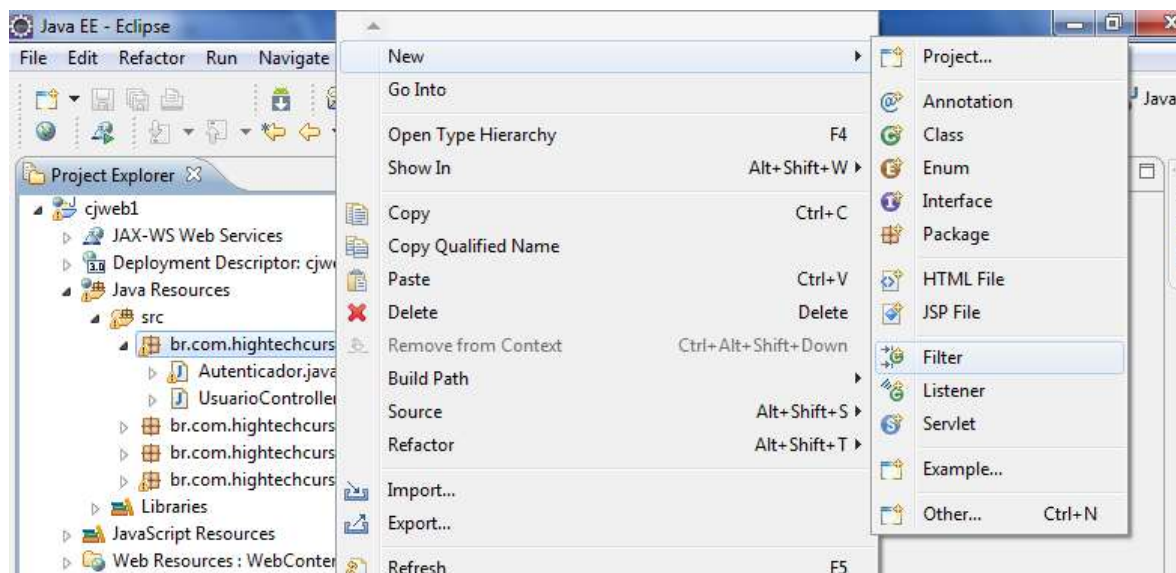 Java EE - Eclipse
File Edit Refactor Run Navigate
Java
Project Explorer
cjweb1
JAX-WS Web Services
3.0 Deployment Descriptor: cjw
Java Resources
src
br.com.hightechcurs
Autenticador.java
UsuarioController
br.com.hightechcurs
br.com.hightechcurs
br.com.hightechcurs
Libraries
JavaScript Resources
Web Resources : WebConten
New
Go Into
Open Type Hierarchy F4
Show In Alt+Shift+W
Copy Ctrl+C
Copy Qualified Name
Paste Ctrl+V
Delete Delete
Remove from Context Ctrl+Alt+Shift+Down
Build Path
Source Alt+Shift+S
Refactor Alt+Shift+T
Import...
Export...
Refresh F5
Project...
Annotation
Class
Enum
Interface
Package
HTML File
JSP File
Filter
Listener
Servlet
Example...
Other... Ctrl+N